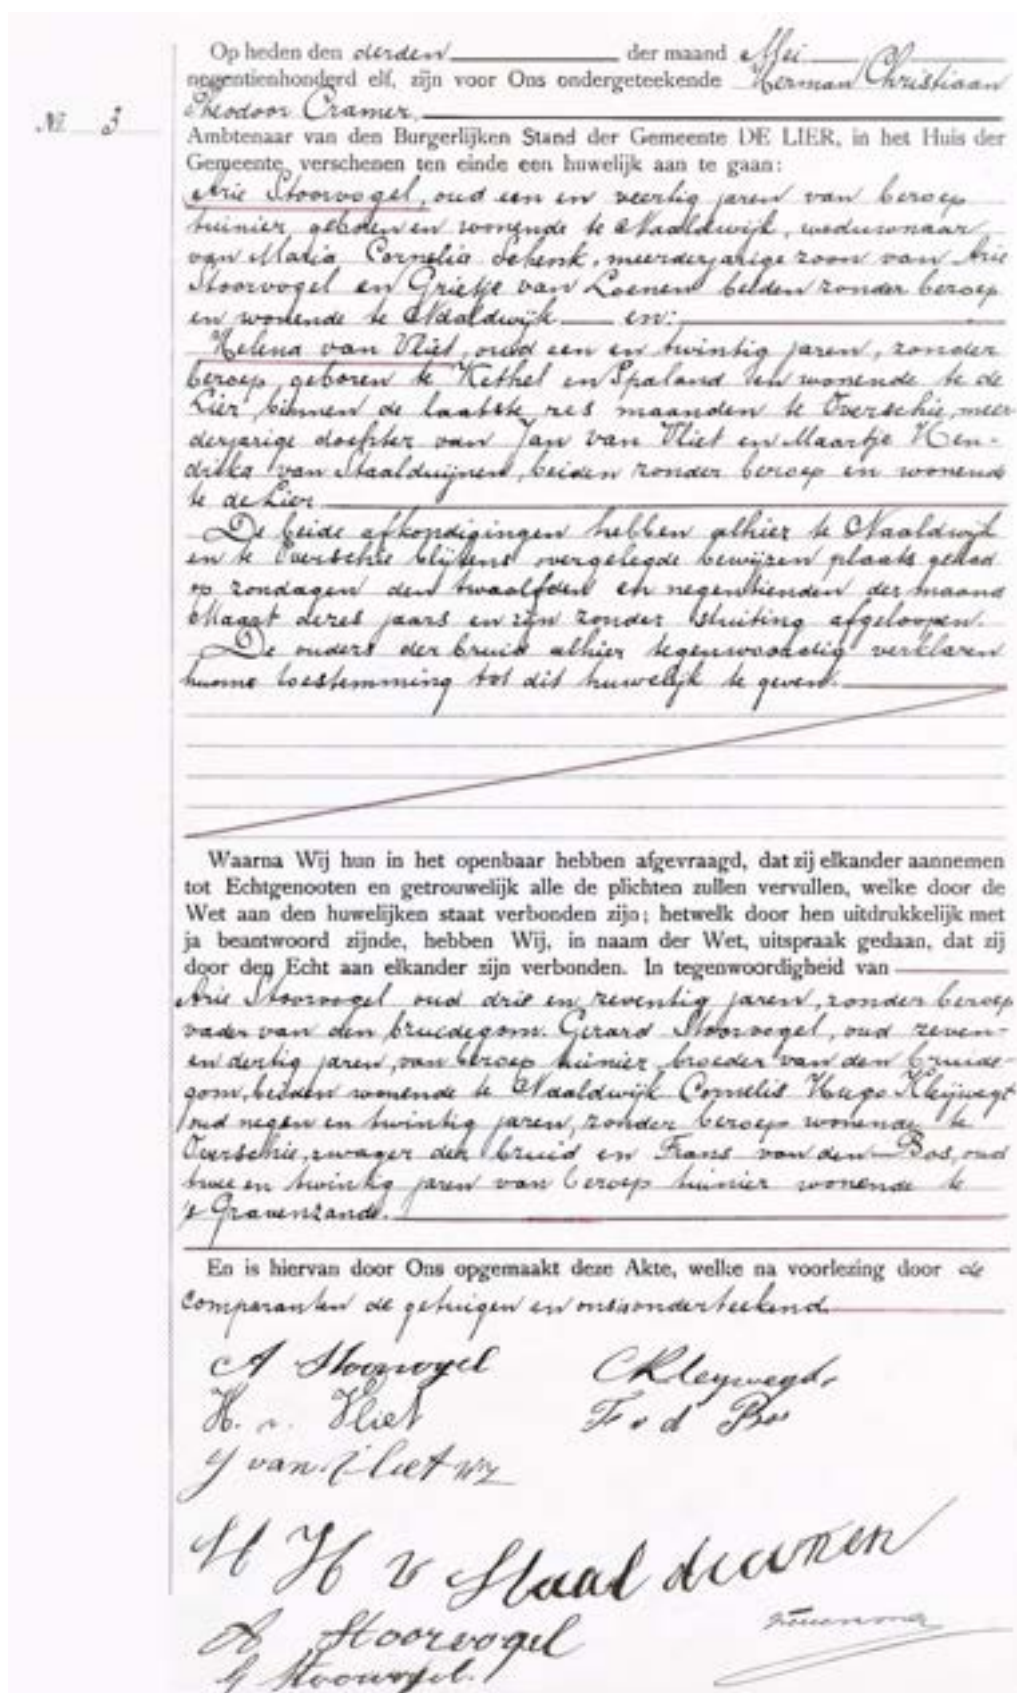 Op heden den derden der maand Mei
negentienhonderd elf, zijn voor Ons ondergeteekende Herman Christiaan
Nº 3
Theodoor Cramer,
Ambtenaar van den Burgerlijken Stand der Gemeente DE LIER, in het Huis der
Gemeente, verschenen ten einde een huwelijk aan te gaan:
Arie Stoorvogel, oud een en veertig jaren van beroep
tuinier, geboren en wonende te Naaldwijk, weduwnaar
van Maria Cornelia Schenk, meerderjarige zoon van Arie
Stoorvogel en Grietje van Loenen beiden zonder beroep
en wonende te Naaldwijk en:
Helena van Vliet, oud een en twintig jaren, zonder
beroep, geboren te Kethel en Spaland en wonende te de
Lier, binnen de laatste zes maanden te Overschie, meer
derjarige dochter van Jan van Vliet en Maartje Hen-
drika van Staalduijnen, beiden zonder beroep en wonende
te de Lier
De beide afkondigingen hebben alhier te Naaldwijk
en te Overschie blijkens overgelegde bewijzen plaats gehad
op zondagen den twaalfden en negentienden der maand
Maart dezes jaars en zijn zonder stuiting afgeloopen.
De ouders der bruid alhier tegenwoordig verklaren
hunne toestemming tot dit huwelijk te geven.
Waarna Wij hun in het openbaar hebben afgevraagd, dat zij elkander aannemen
tot Echtgenooten en getrouwelijk alle de plichten zullen vervullen, welke door de
Wet aan den huwelijken staat verbonden zijn; hetwelk door hen uitdrukkelijk met
ja beantwoord zijnde, hebben Wij, in naam der Wet, uitspraak gedaan, dat zij
door den Echt aan elkander zijn verbonden. In tegenwoordigheid van
Arie Stoorvogel oud drie en zeventig jaren, zonder beroep
vader van den bruidegom. Gerard Stoorvogel, oud zeven-
en dertig jaren, van beroep tuinier, broeder van den bruide-
gom, beiden wonende te Naaldwijk Cornelis Hugo Kleijwegt
oud negen en twintig jaren, zonder beroep wonende te
Overschie, zwager der bruid en Frans van den Bos, oud
twee en twintig jaren van beroep tuinier wonende te
's Gravenzande.
En is hiervan door Ons opgemaakt deze Akte, welke na voorlezing door de
comparanten de getuigen en ons is onderteekend.
A Stoorvogel CKleywegt
H. v. Vliet F v d Bos
J van Vliet Wz
M H v Staalduinen
A Stoorvogel
G Stoorvogel.